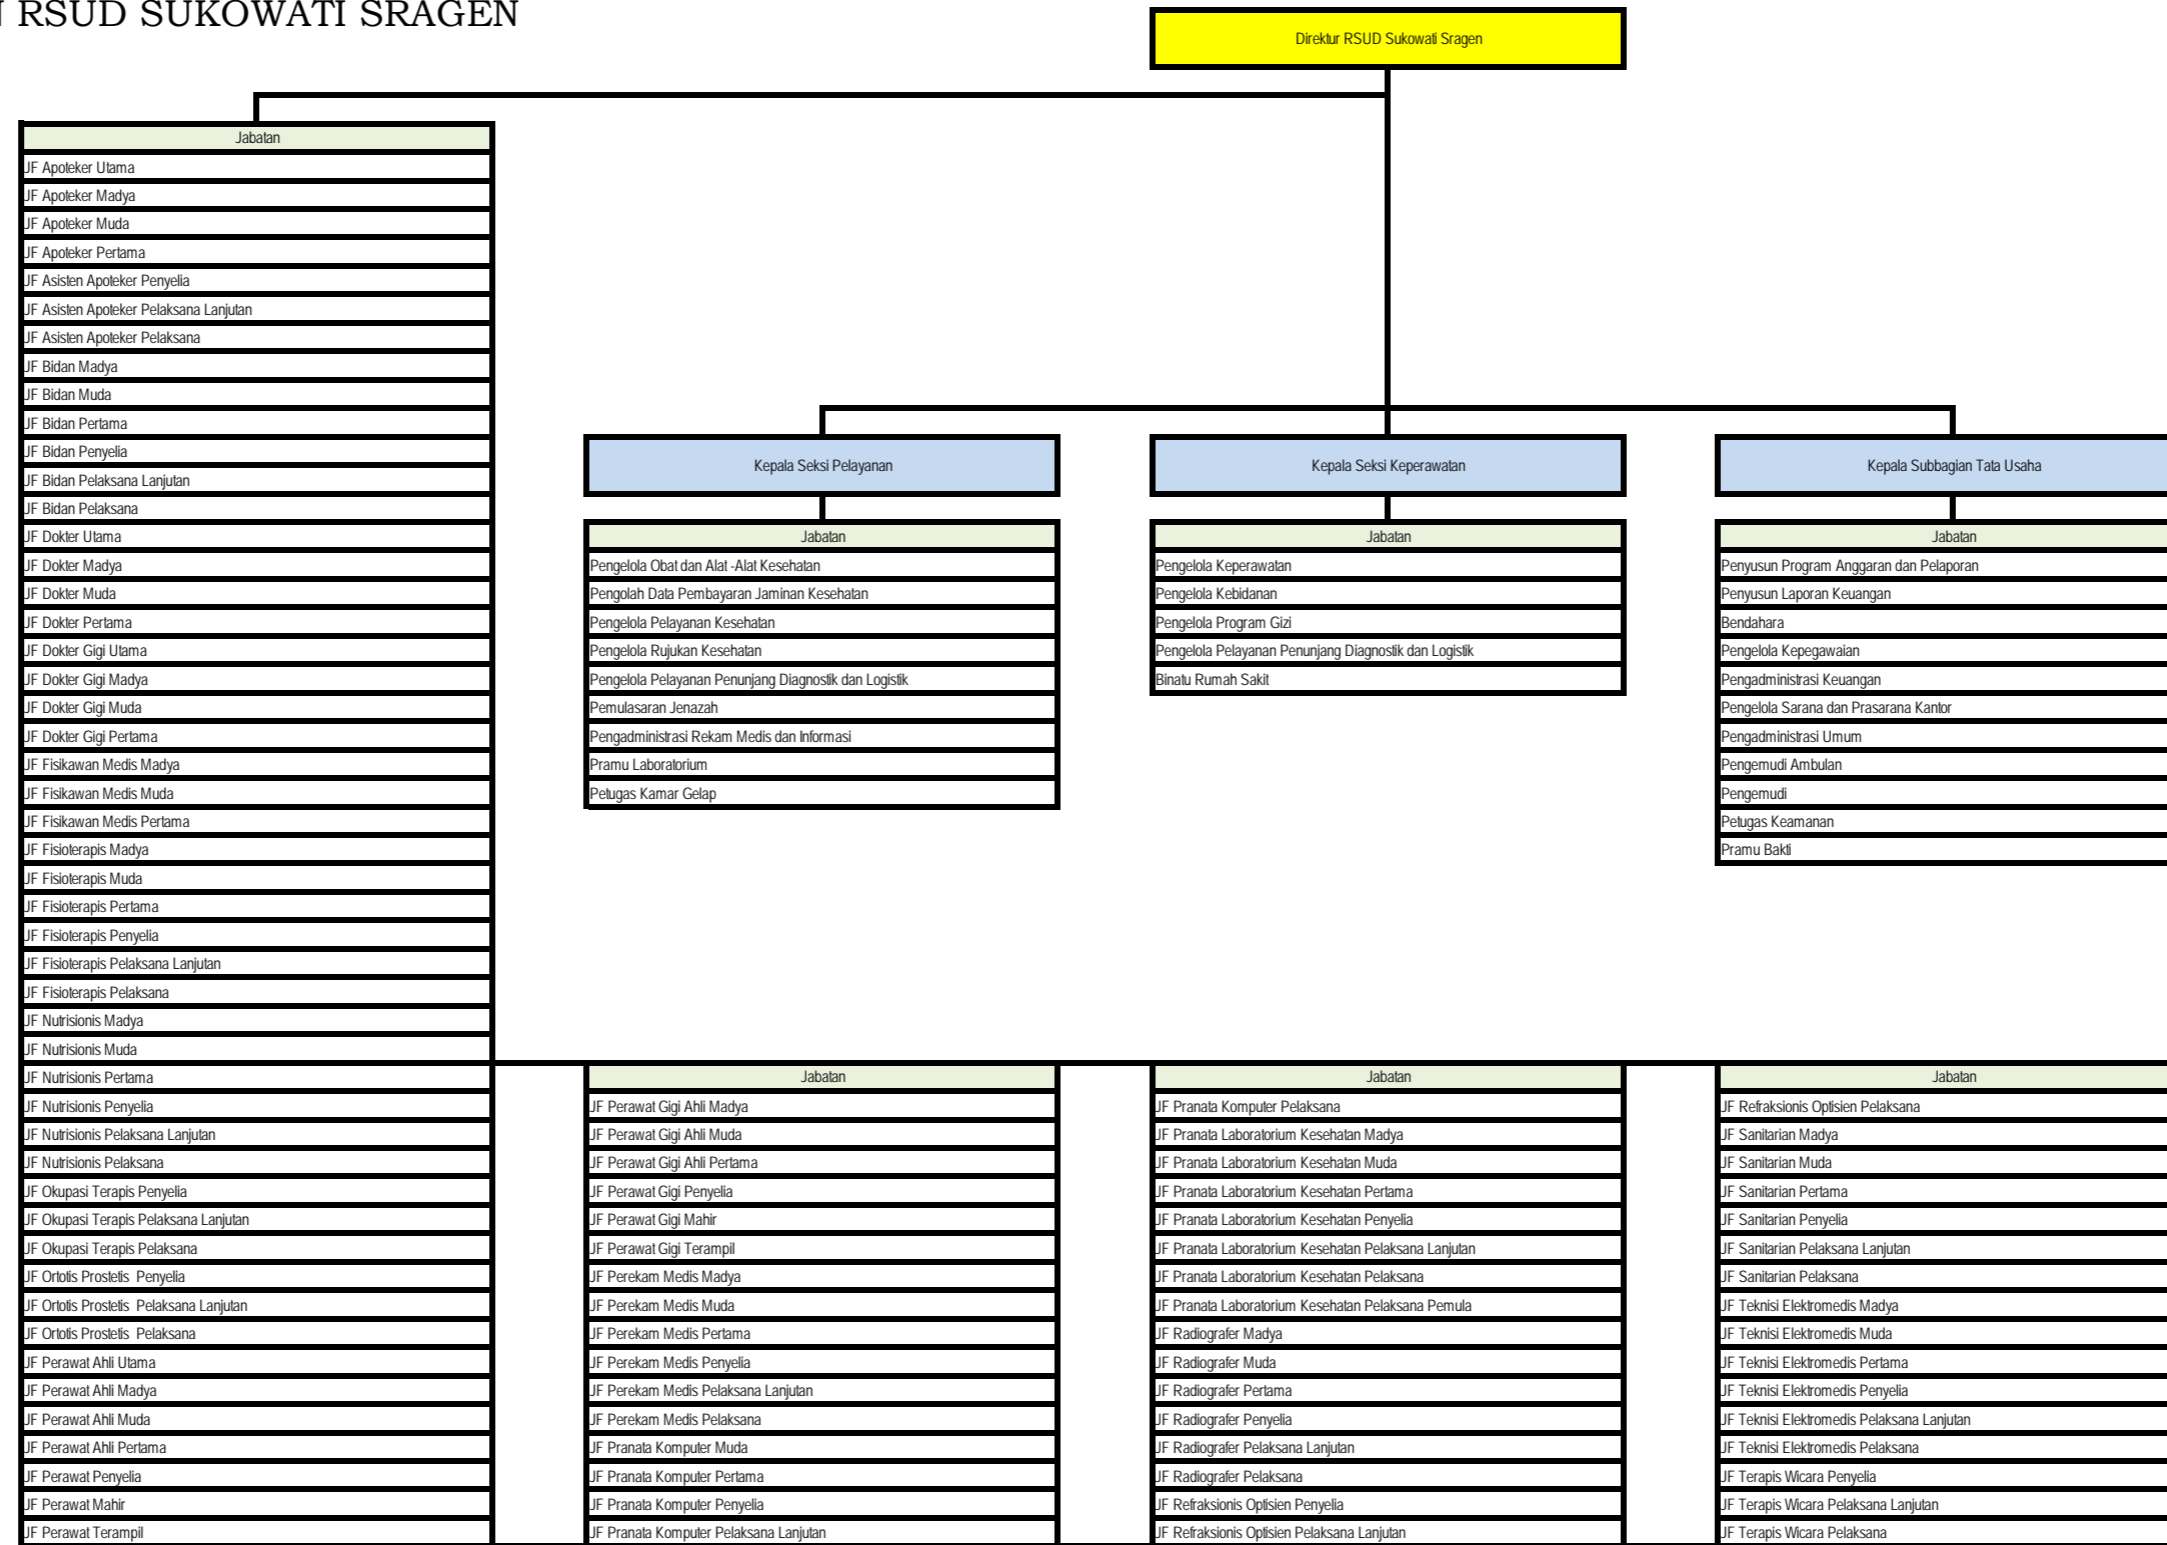 RSUD SUKOWATI SRAGEN
Direktur RSUD Sukowati Sragen
Jabatan
JF Apoteker Utama
JF Apoteker Madya
JF Apoteker Muda
JF Apoteker Pertama
JF Asisten Apoteker Penyelia
JF Asisten Apoteker Pelaksana Lanjutan
JF Asisten Apoteker Pelaksana
JF Bidan Madya
JF Bidan Muda
JF Bidan Pertama
JF Bidan Penyelia
JF Bidan Pelaksana Lanjutan
JF Bidan Pelaksana
JF Dokter Utama
JF Dokter Madya
JF Dokter Muda
JF Dokter Pertama
JF Dokter Gigi Utama
JF Dokter Gigi Madya
JF Dokter Gigi Muda
JF Dokter Gigi Pertama
JF Fisikawan Medis Madya
JF Fisikawan Medis Muda
JF Fisikawan Medis Pertama
JF Fisioterapis Madya
JF Fisioterapis Muda
JF Fisioterapis Pertama
JF Fisioterapis Penyelia
JF Fisioterapis Pelaksana Lanjutan
JF Fisioterapis Pelaksana
JF Nutrisionis Madya
JF Nutrisionis Muda
JF Nutrisionis Pertama
JF Nutrisionis Penyelia
JF Nutrisionis Pelaksana Lanjutan
JF Nutrisionis Pelaksana
JF Okupasi Terapis Penyelia
JF Okupasi Terapis Pelaksana Lanjutan
JF Okupasi Terapis Pelaksana
JF Ortotis Prostetis Penyelia
JF Ortotis Prostetis Pelaksana Lanjutan
JF Ortotis Prostetis Pelaksana
JF Perawat Ahli Utama
JF Perawat Ahli Madya
JF Perawat Ahli Muda
JF Perawat Ahli Pertama
JF Perawat Penyelia
JF Perawat Mahir
JF Perawat Terampil
Kepala Seksi Pelayanan
Jabatan
Pengelola Obat dan Alat -Alat Kesehatan
Pengolah Data Pembayaran Jaminan Kesehatan
Pengelola Pelayanan Kesehatan
Pengelola Rujukan Kesehatan
Pengelola Pelayanan Penunjang Diagnostik dan Logistik
Pemulasaran Jenazah
Pengadministrasi Rekam Medis dan Informasi
Pramu Laboratorium
Petugas Kamar Gelap
Kepala Seksi Keperawatan
Jabatan
Pengelola Keperawatan
Pengelola Kebidanan
Pengelola Program Gizi
Pengelola Pelayanan Penunjang Diagnostik dan Logistik
Binatu Rumah Sakit
Kepala Subbagian Tata Usaha
Jabatan
Penyusun Program Anggaran dan Pelaporan
Penyusun Laporan Keuangan
Bendahara
Pengelola Kepegawaian
Pengadministrasi Keuangan
Pengelola Sarana dan Prasarana Kantor
Pengadministrasi Umum
Pengemudi Ambulan
Pengemudi
Petugas Keamanan
Pramu Bakti
Jabatan
JF Perawat Gigi Ahli Madya
JF Perawat Gigi Ahli Muda
JF Perawat Gigi Ahli Pertama
JF Perawat Gigi Penyelia
JF Perawat Gigi Mahir
JF Perawat Gigi Terampil
JF Perekam Medis Madya
JF Perekam Medis Muda
JF Perekam Medis Pertama
JF Perekam Medis Penyelia
JF Perekam Medis Pelaksana Lanjutan
JF Perekam Medis Pelaksana
JF Pranata Komputer Muda
JF Pranata Komputer Pertama
JF Pranata Komputer Penyelia
JF Pranata Komputer Pelaksana Lanjutan
Jabatan
JF Pranata Komputer Pelaksana
JF Pranata Laboratorium Kesehatan Madya
JF Pranata Laboratorium Kesehatan Muda
JF Pranata Laboratorium Kesehatan Pertama
JF Pranata Laboratorium Kesehatan Penyelia
JF Pranata Laboratorium Kesehatan Pelaksana Lanjutan
JF Pranata Laboratorium Kesehatan Pelaksana
JF Pranata Laboratorium Kesehatan Pelaksana Pemula
JF Radiografer Madya
JF Radiografer Muda
JF Radiografer Pertama
JF Radiografer Penyelia
JF Radiografer Pelaksana Lanjutan
JF Radiografer Pelaksana
JF Refraksionis Optisien Penyelia
JF Refraksionis Optisien Pelaksana Lanjutan
Jabatan
JF Refraksionis Optisien Pelaksana
JF Sanitarian Madya
JF Sanitarian Muda
JF Sanitarian Pertama
JF Sanitarian Penyelia
JF Sanitarian Pelaksana Lanjutan
JF Sanitarian Pelaksana
JF Teknisi Elektromedis Madya
JF Teknisi Elektromedis Muda
JF Teknisi Elektromedis Pertama
JF Teknisi Elektromedis Penyelia
JF Teknisi Elektromedis Pelaksana Lanjutan
JF Teknisi Elektromedis Pelaksana
JF Terapis Wicara Penyelia
JF Terapis Wicara Pelaksana Lanjutan
JF Terapis Wicara Pelaksana